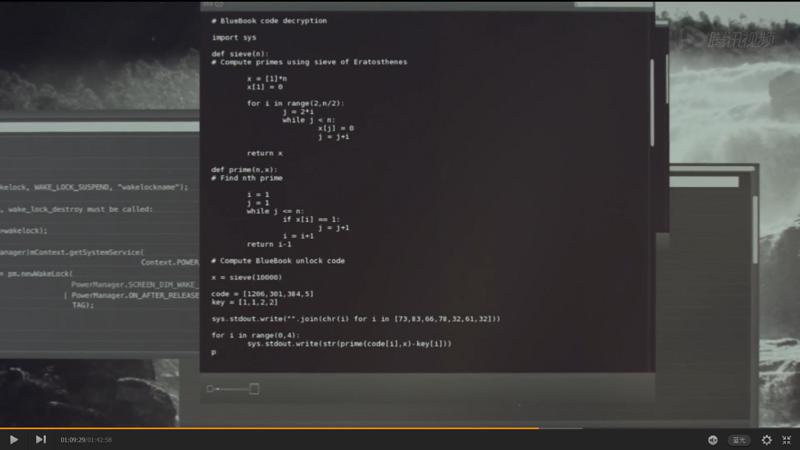 腾讯视频
# BlueBook code decryption
import sys
def sieve(n):
# Compute primes using sieve of Eratosthenes
x = [1]*n
x[1] = 0
for i in range(2,n/2):
j = 2*i
while j < n:
x[j] = 0
j = j+i
return x
def prime(n,x):
# Find nth prime
i = 1
j = 1
while j <= n:
if x[i] == 1:
j = j+1
i = i+1
return i-1
# Compute BlueBook unlock code
x = sieve(10000)
code = [1206,301,384,5]
key = [1,1,2,2]
sys.stdout.write("".join(chr(i) for i in [73,83,66,78,32,61,32]))
for i in range(0,4):
sys.stdout.write(str(prime(code[i],x)-key[i]))
p
kelock, WAKE_LOCK_SUSPEND, "wakelockname");
, wake_lock_destroy must be called:
=wakelock);
anager)mContext.getSystemService(
Context.POWER
= pm.newWakeLock(
PowerManager.SCREEN_DIM_WAKE_
| PowerManager.ON_AFTER_RELEASE
TAG);
01:09:29/01:42:58
蓝光